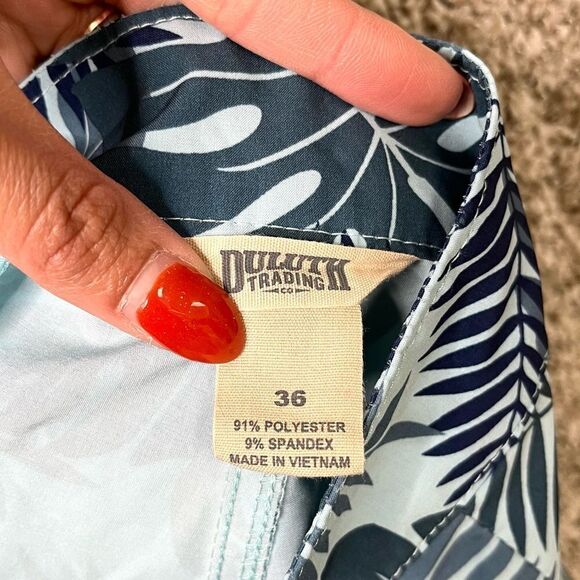 DULUTH
TRADING
CO
36
91% POLYESTER
9% SPANDEX
MADE IN VIETNAM